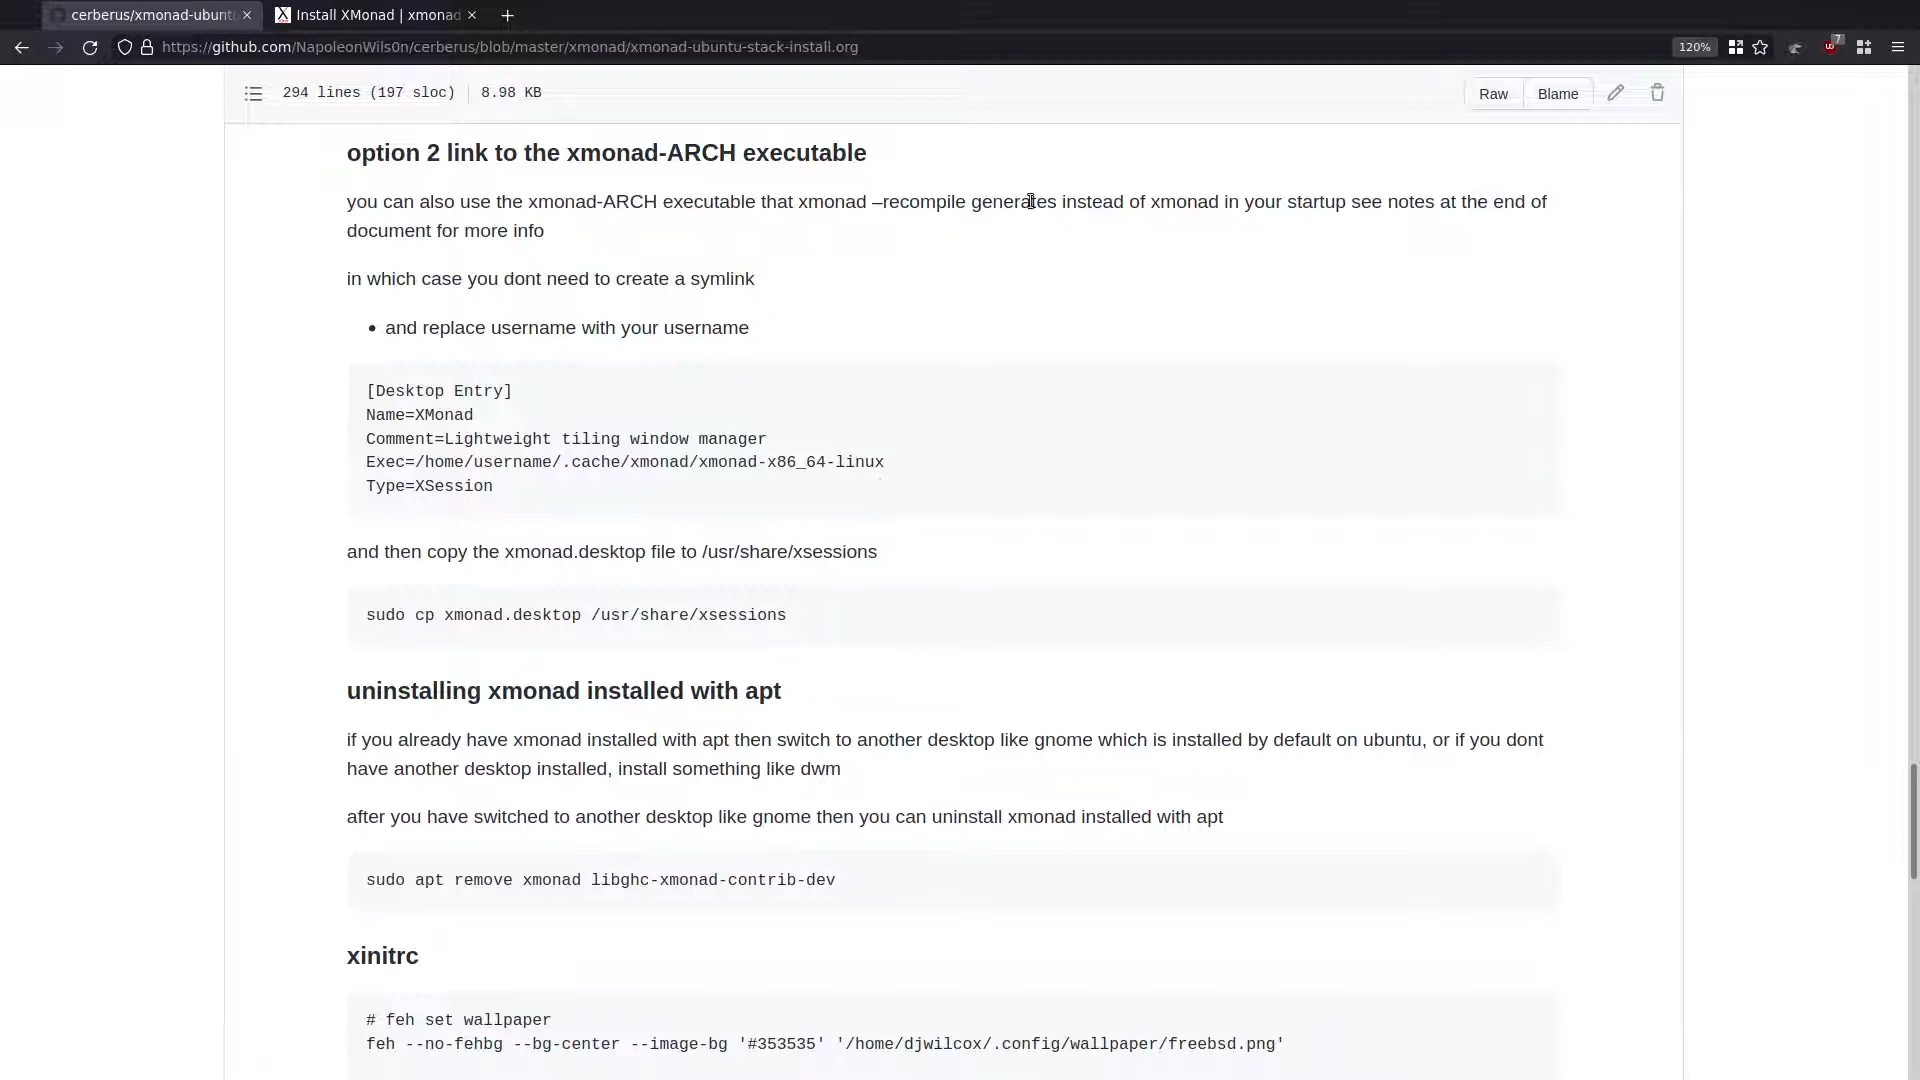 cerberus/xmonad-ubunt
Install XMonad | xmonad
https://github.com/NapoleonWils0n/cerberus/blob/master/xmonad/xmonad-ubuntu-stack-install.org
120%
7
294 lines (197 sloc)
8.98 KB
Raw
Blame
option 2 link to the xmonad-ARCH executable
you can also use the xmonad-ARCH executable that xmonad –recompile generates instead of xmonad in your startup see notes at the end of
document for more info
in which case you dont need to create a symlink
• and replace username with your username
[Desktop Entry]
Name=XMonad
Comment=Lightweight tiling window manager
Exec=/home/username/.cache/xmonad/xmonad-x86_64-linux
Type=XSession
and then copy the xmonad.desktop file to /usr/share/xsessions
sudo cp xmonad.desktop /usr/share/xsessions
uninstalling xmonad installed with apt
if you already have xmonad installed with apt then switch to another desktop like gnome which is installed by default on ubuntu, or if you dont
have another desktop installed, install something like dwm
after you have switched to another desktop like gnome then you can uninstall xmonad installed with apt
sudo apt remove xmonad libghc-xmonad-contrib-dev
xinitrc
# feh set wallpaper
feh --no-fehbg --bg-center --image-bg '#353535' '/home/djwilcox/.config/wallpaper/freebsd.png'